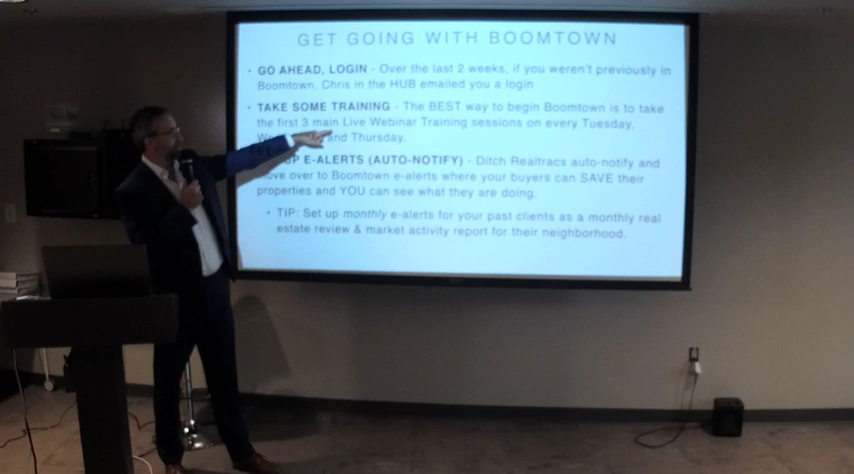 GET GOING WITH BOOMTOWN
• GO AHEAD, LOGIN - Over the last 2 weeks, if you weren't previously in
Boomtown, Chris in the HUB emailed you a login
• TAKE SOME TRAINING - The BEST way to begin Boomtown is to take
the first 3 main Live Webinar Training sessions on every Tuesday,
and Thursday.
E-ALERTS (AUTO-NOTIFY) - Ditch Realtracs auto-notify and
over to Boomtown e-alerts where your buyers can SAVE their
properties and YOU can see what they are doing.
• TIP: Set up monthly e-alerts for your past clients as a monthly real
estate review & market activity report for their neighborhood.